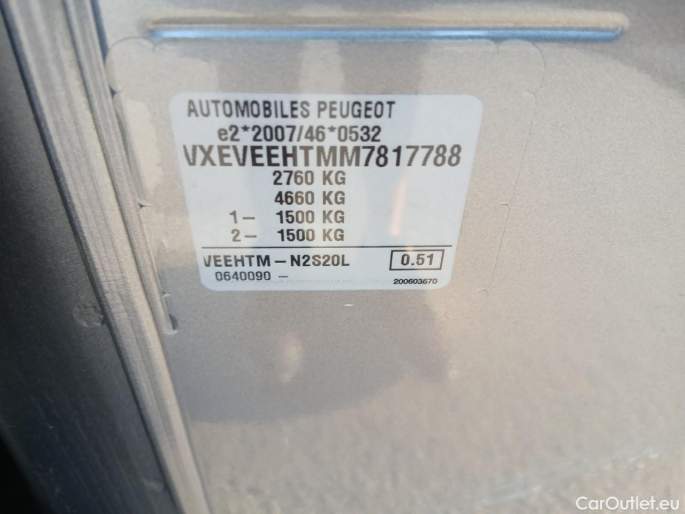 AUTOMOBILES PEUGEOT
e2*2007/46*0532
VXEVEEHTMM7817788
2760 KG
4660 KG
1- 1500 KG
2- 1500 KG
VEEHTM-N2S20L 0.51
0640090 - 200603670
CarOutlet.eu